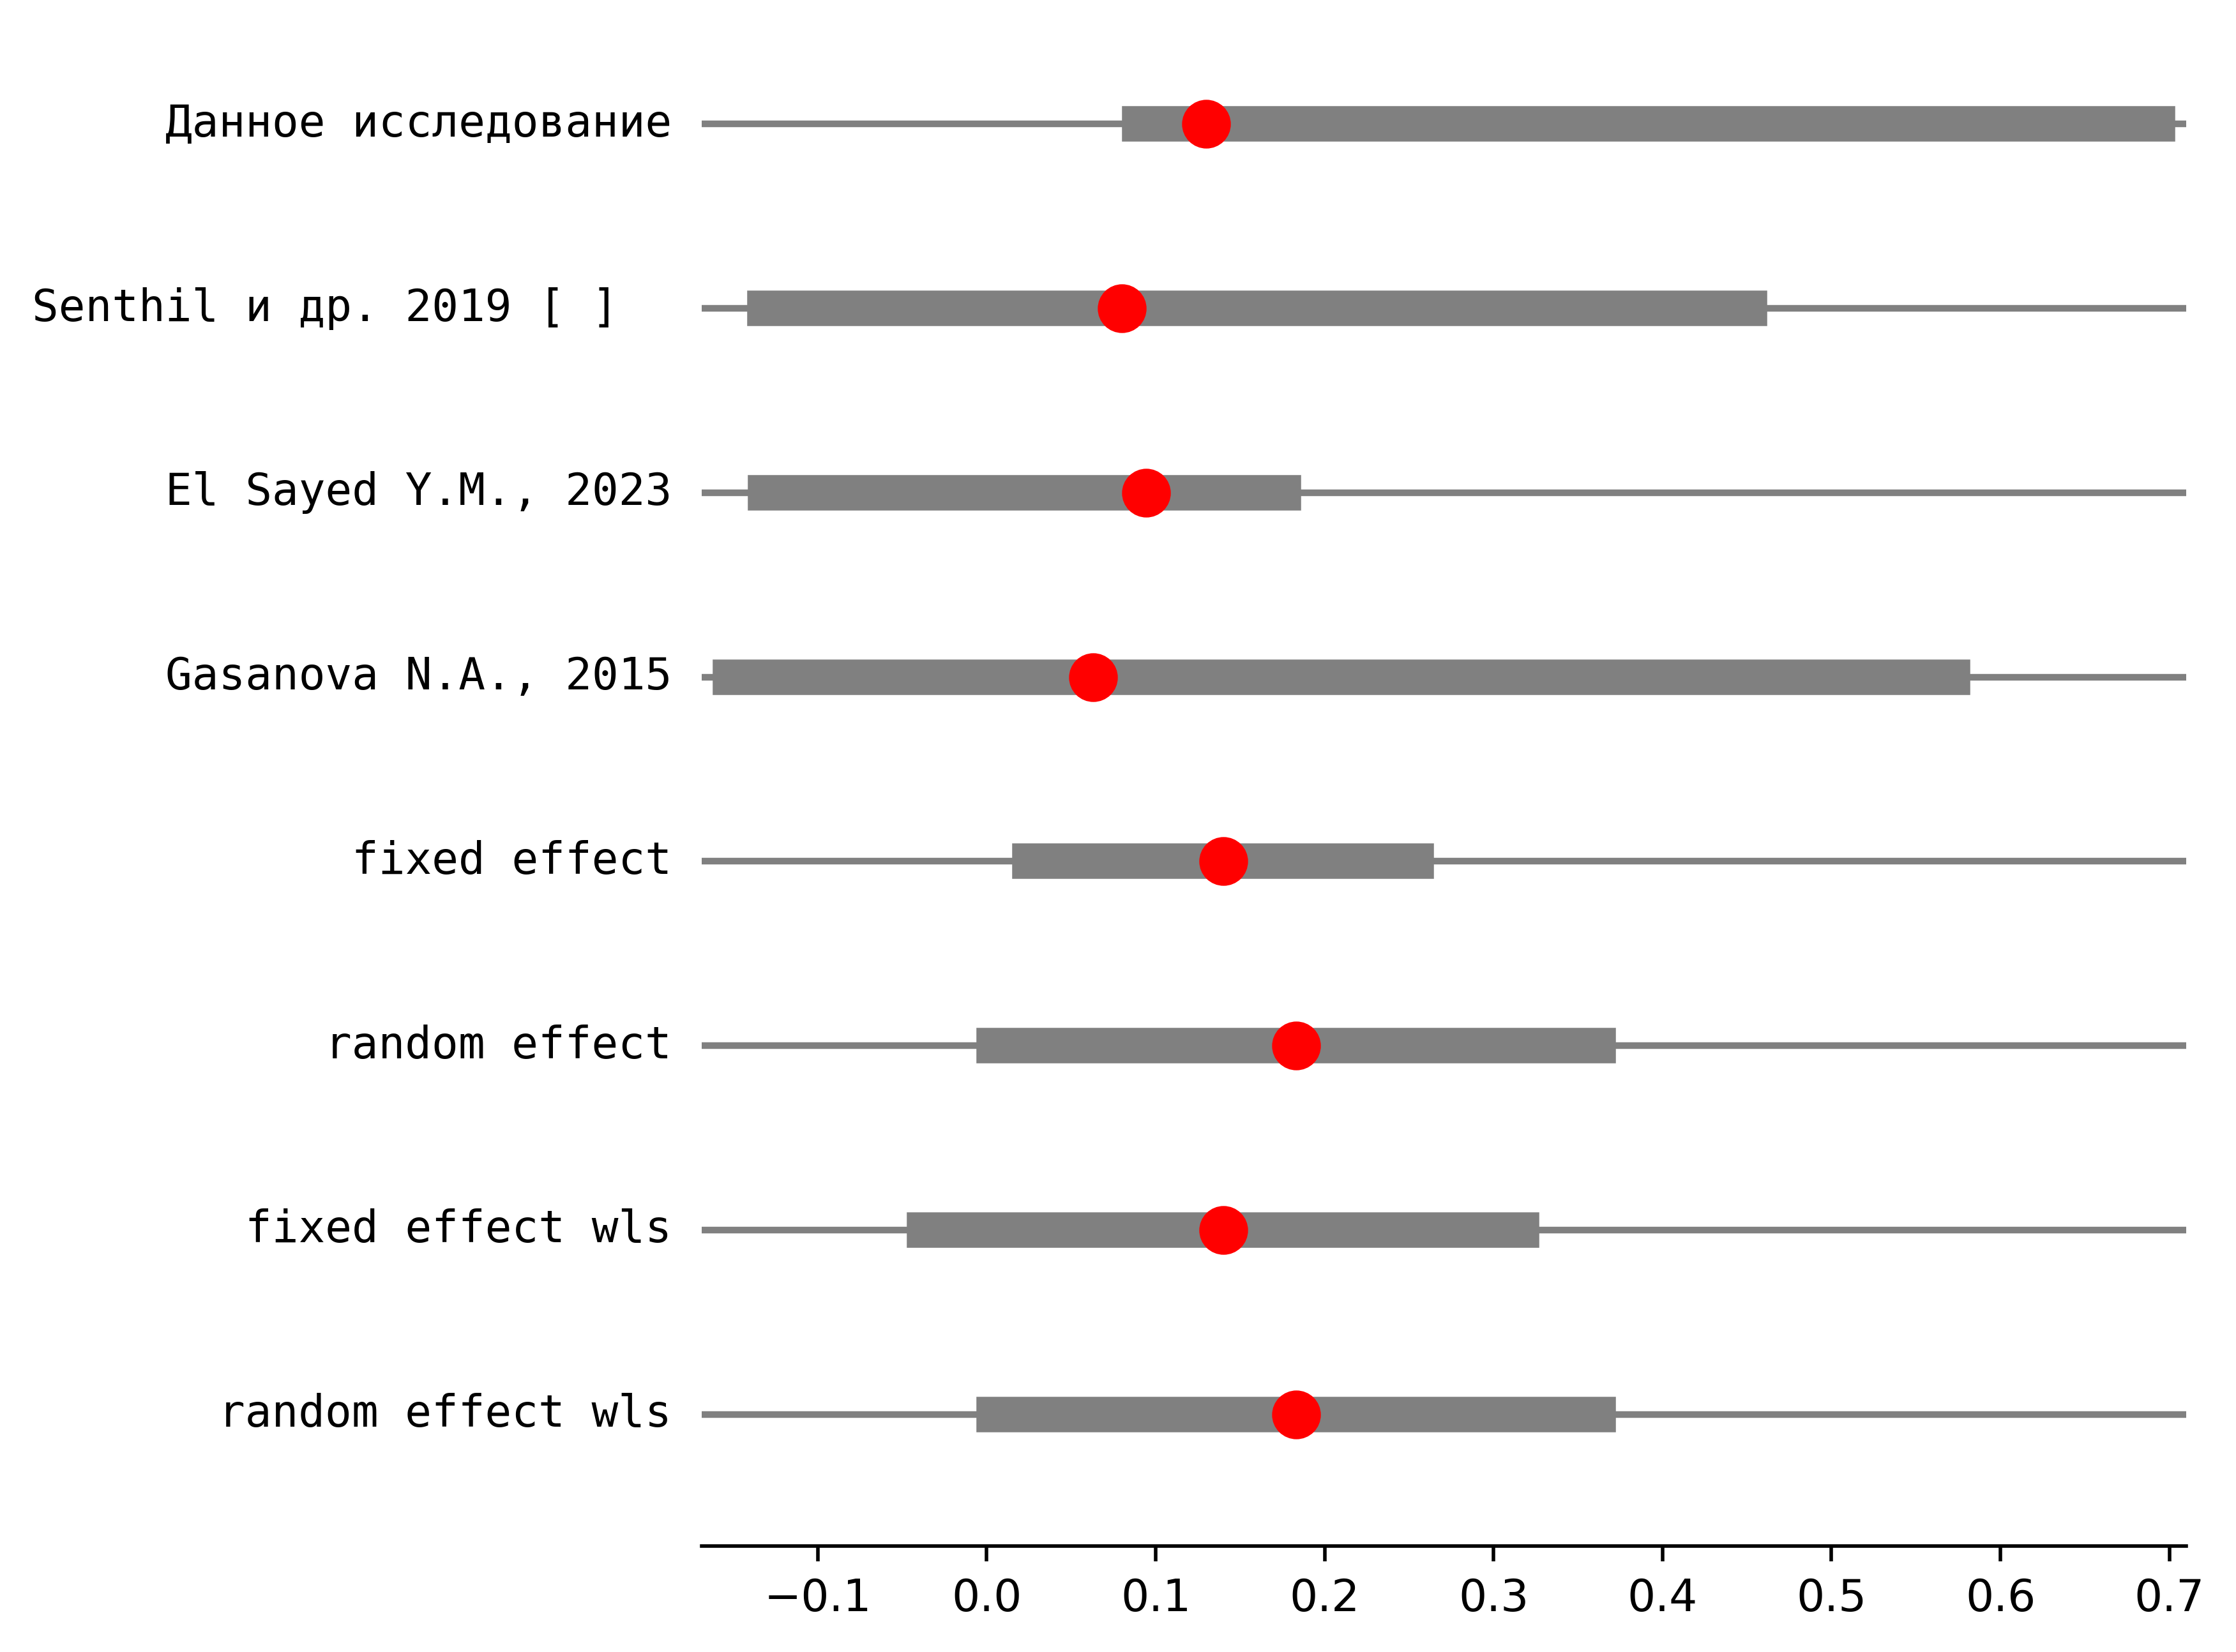 Данное исследование
Senthil и др. 2019 [ ]
El Sayed Y.M., 2023
Gasanova N.A., 2015
fixed effect
random effect
fixed effect wls
random effect wls
−0.1 0.0 0.1 0.2 0.3 0.4 0.5 0.6 0.7